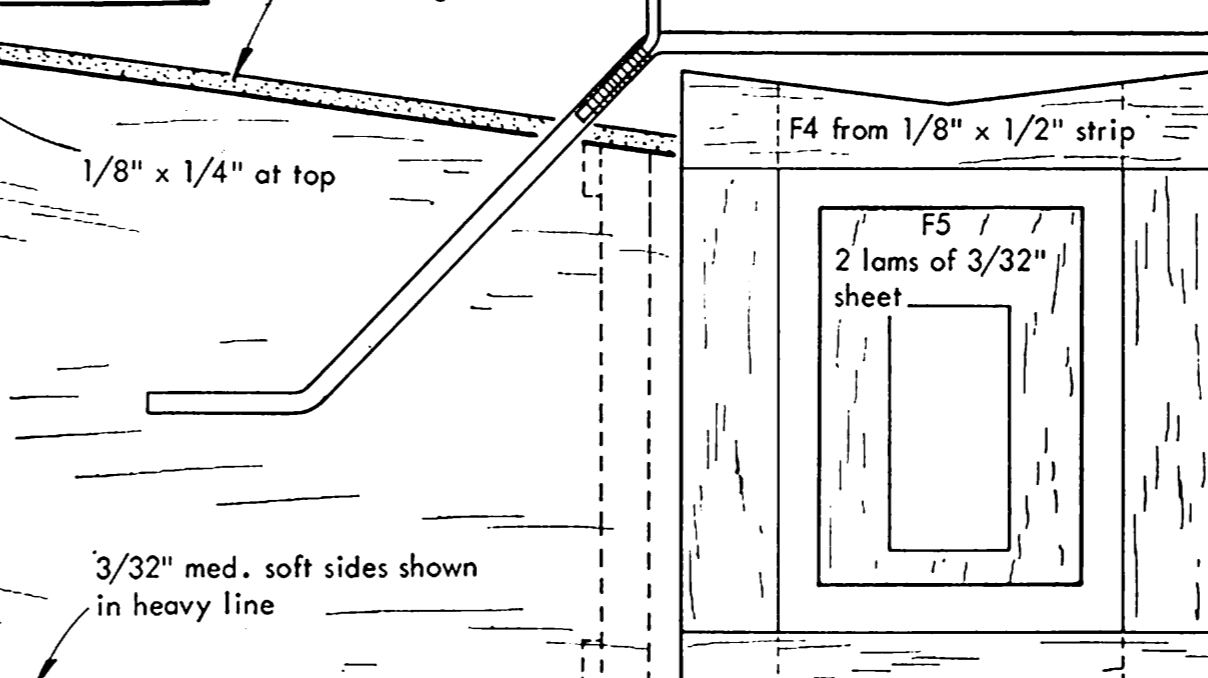 1/8" x 1/4" at top
F4 from 1/8" x 1/2" strip
F5
2 lams of 3/32"
sheet
3/32" med. soft sides shown
in heavy line